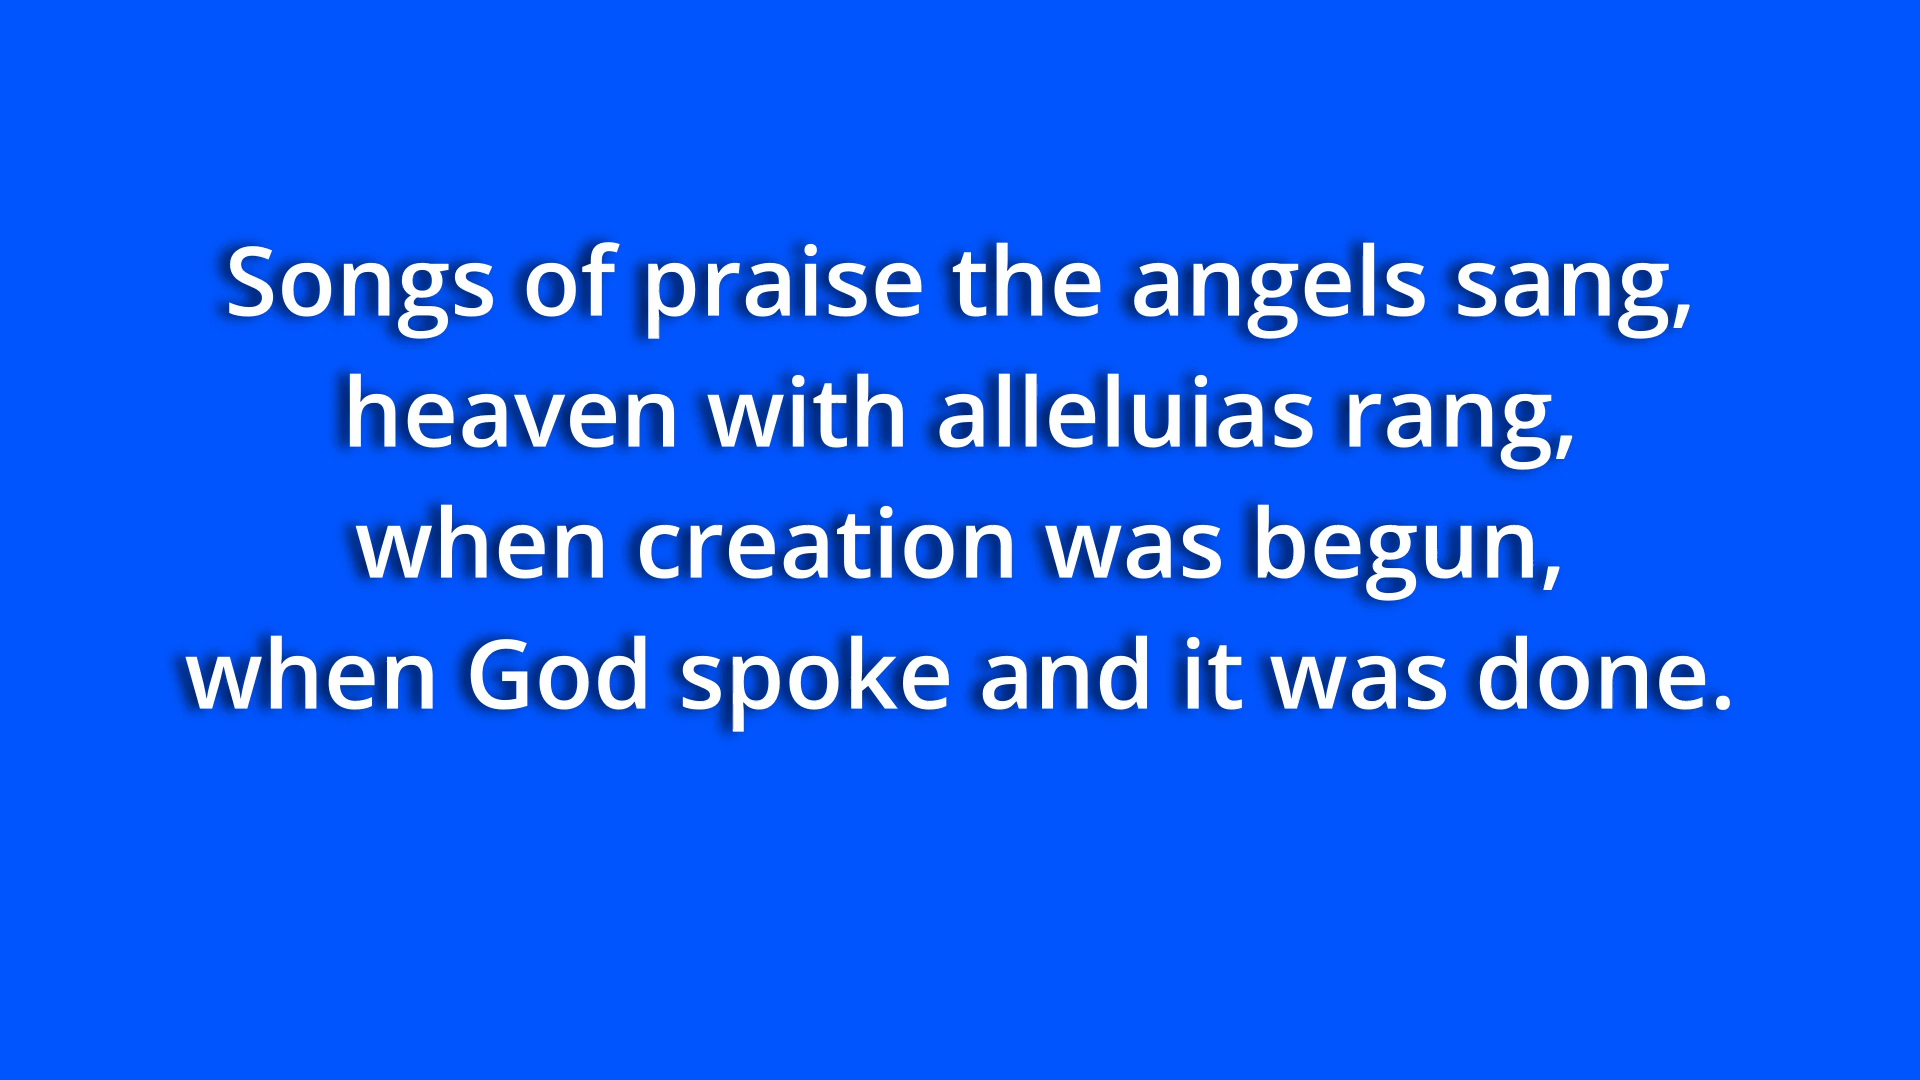 Songs of praise the angels sang,
heaven with alleluias rang,
when creation was begun,
when God spoke and it was done.